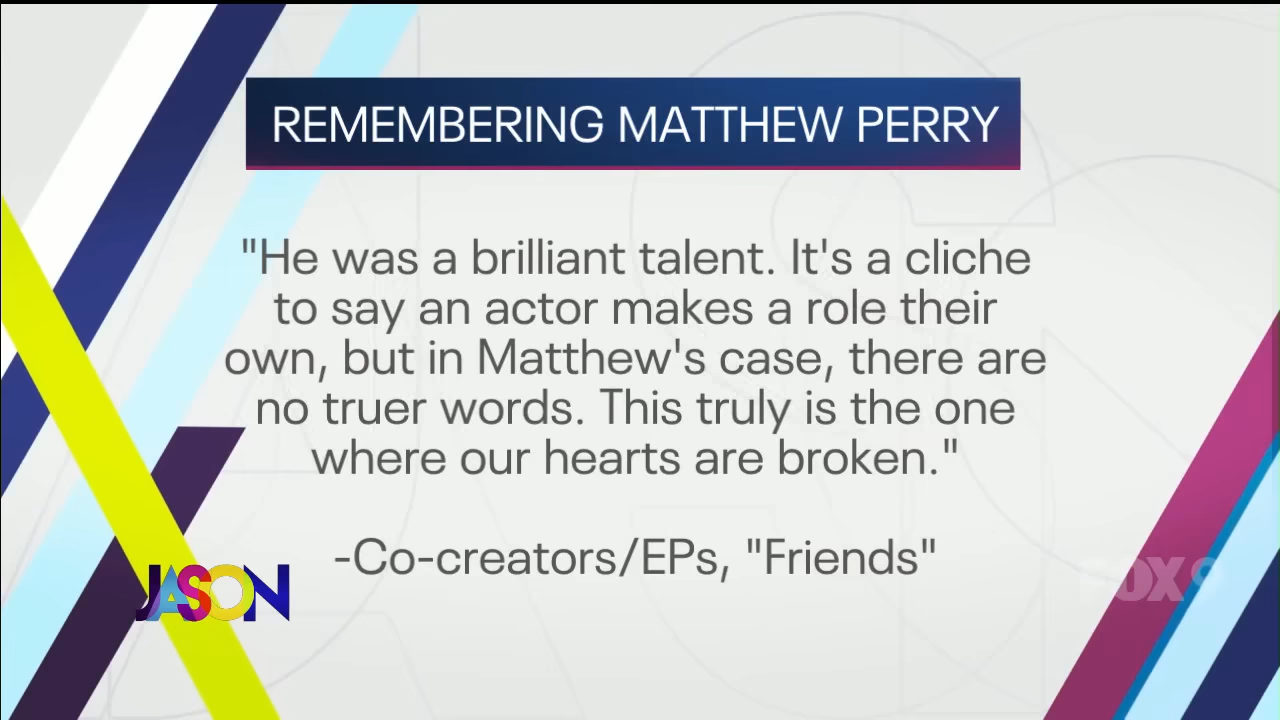 REMEMBERING MATTHEW PERRY
"He was a brilliant talent. It's a cliche
to say an actor makes a role their
own, but in Matthew's case, there are
no truer words. This truly is the one
where our hearts are broken."
-Co-creators/EPs, "Friends"
JASON
FOX 9